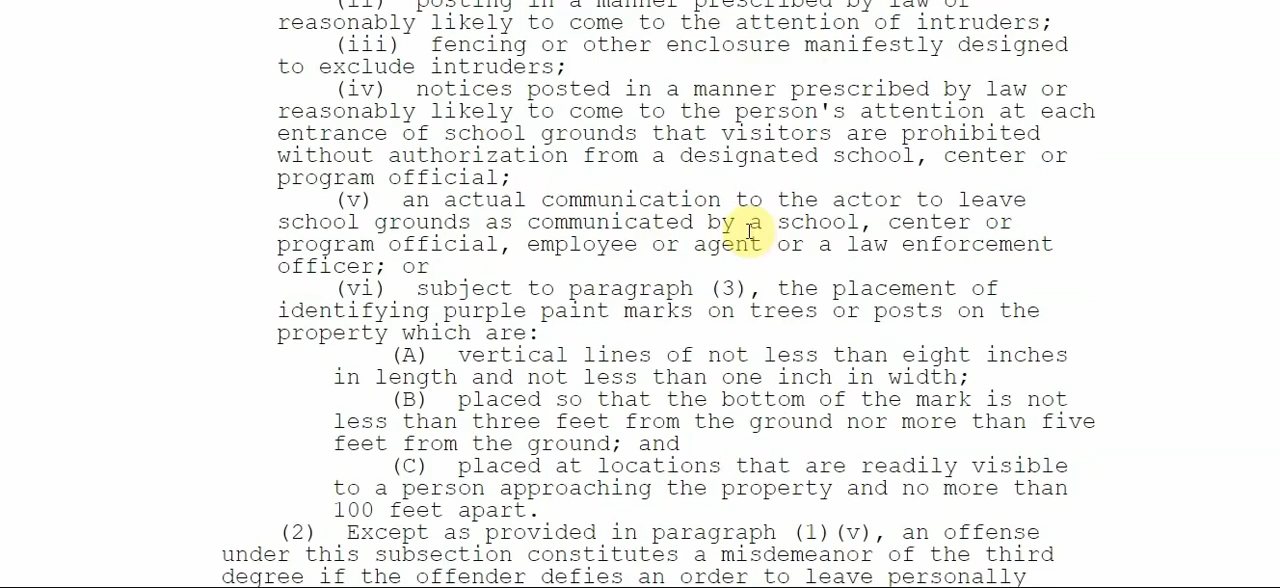 (ii) posting in a manner prescribed by law or
reasonably likely to come to the attention of intruders;
(iii) fencing or other enclosure manifestly designed
to exclude intruders;
(iv) notices posted in a manner prescribed by law or
reasonably likely to come to the person's attention at each
entrance of school grounds that visitors are prohibited
without authorization from a designated school, center or
program official;
(v) an actual communication to the actor to leave
school grounds as communicated by a school, center or
program official, employee or agent or a law enforcement
officer; or
(vi) subject to paragraph (3), the placement of
identifying purple paint marks on trees or posts on the
property which are:
(A) vertical lines of not less than eight inches
in length and not less than one inch in width;
(B) placed so that the bottom of the mark is not
less than three feet from the ground nor more than five
feet from the ground; and
(C) placed at locations that are readily visible
to a person approaching the property and no more than
100 feet apart.
(2) Except as provided in paragraph (1)(v), an offense
under this subsection constitutes a misdemeanor of the third
degree if the offender defies an order to leave personally